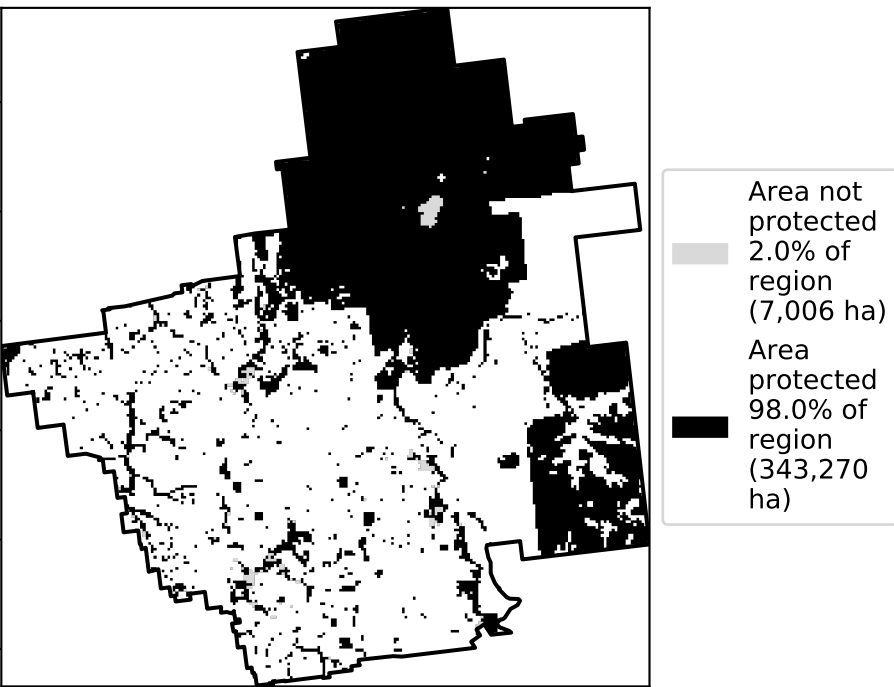 Area not
protected
2.0% of
region
(7,006 ha)
Area
protected
98.0% of
region
(343,270
ha)